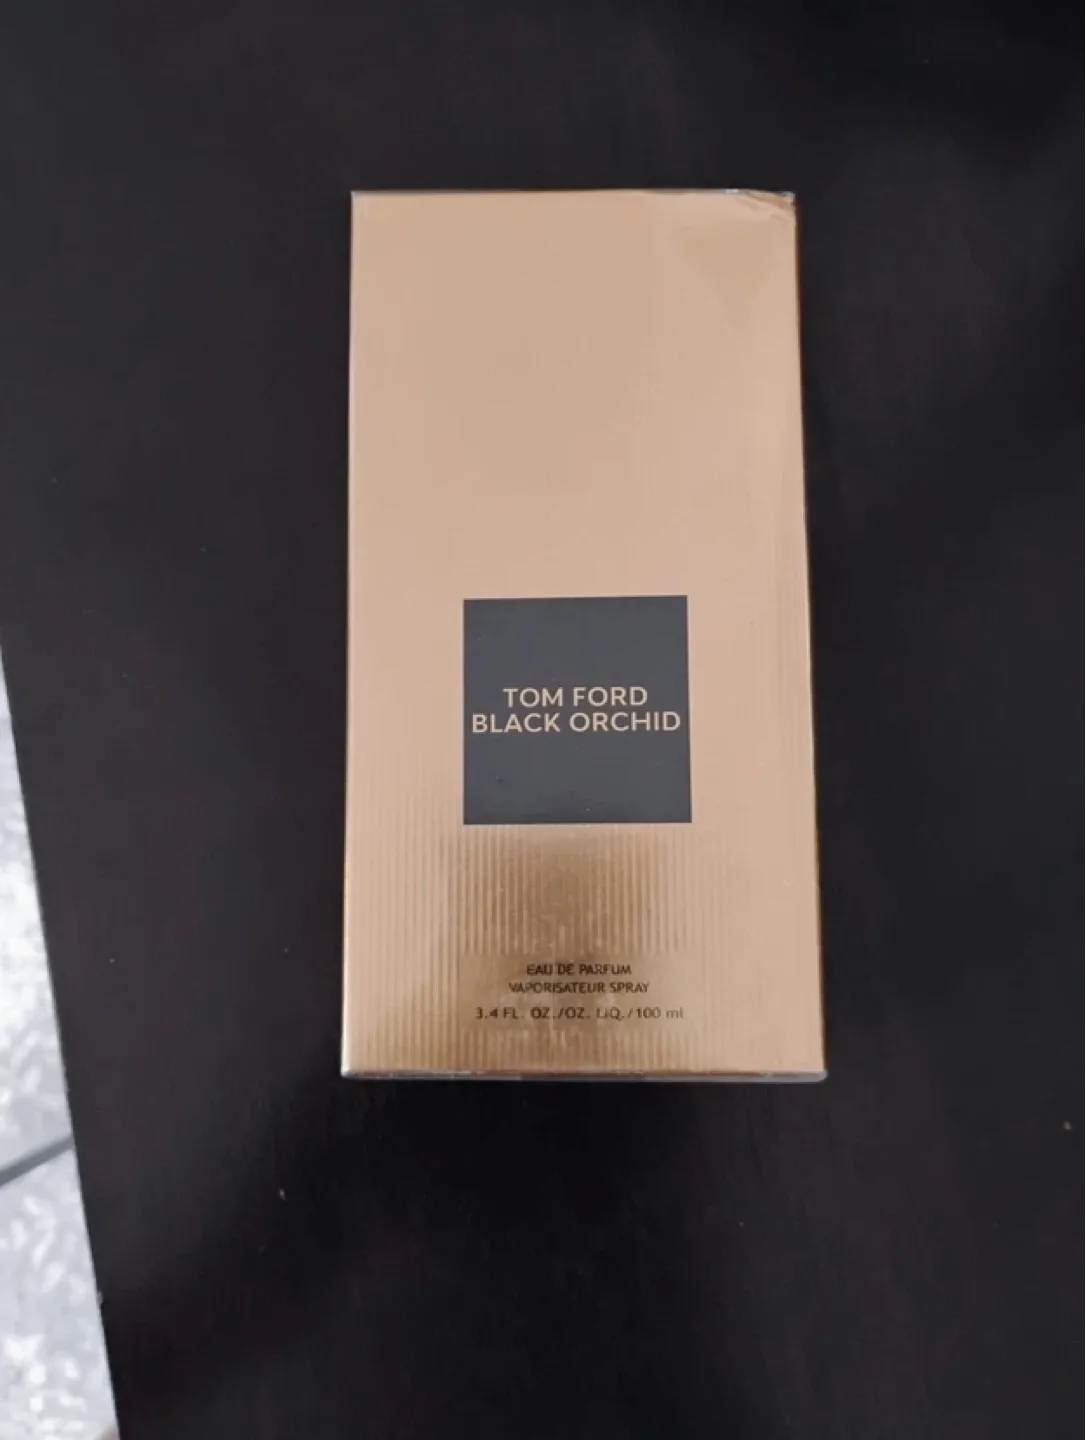 TOM FORD
BLACK ORCHID
EAU DE PARFUM
VAPORISATEUR SPRAY
3.4 FL. OZ./OZ. LIQ./100 ml